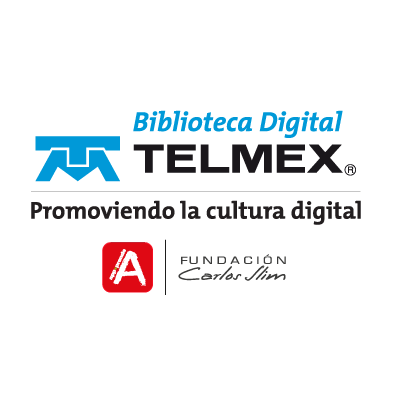 Biblioteca Digital
TELMEX®
Promoviendo la cultura digital
A
FUNDACIÓN
Carlos Slim